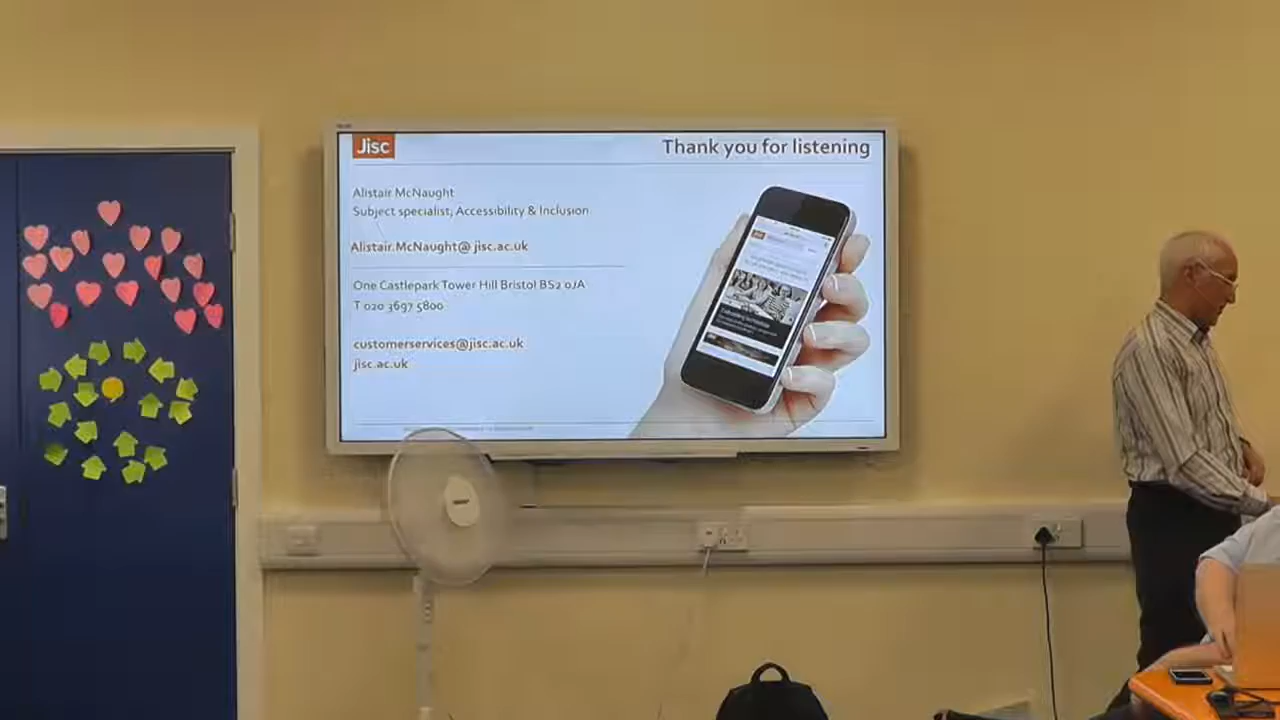 Jisc
Thank you for listening
Alistair McNaught
Subject specialist, Accessibility & Inclusion
Alistair.McNaught@jisc.ac.uk
One Castlepark Tower Hill Bristol BS2 0JA
T 020 3697 5800
customerservices@jisc.ac.uk
jisc.ac.uk
Jisc